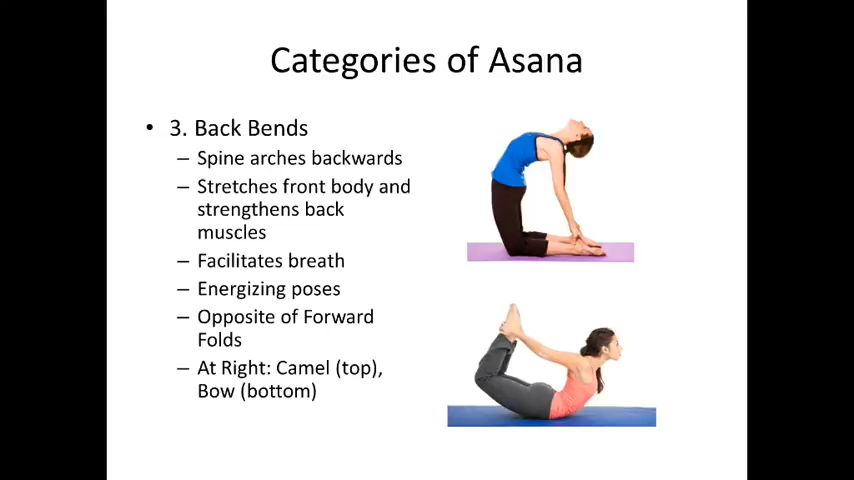 Categories of Asana
• 3. Back Bends
– Spine arches backwards
– Stretches front body and
strengthens back
muscles
– Facilitates breath
– Energizing poses
– Opposite of Forward
Folds
– At Right: Camel (top),
Bow (bottom)